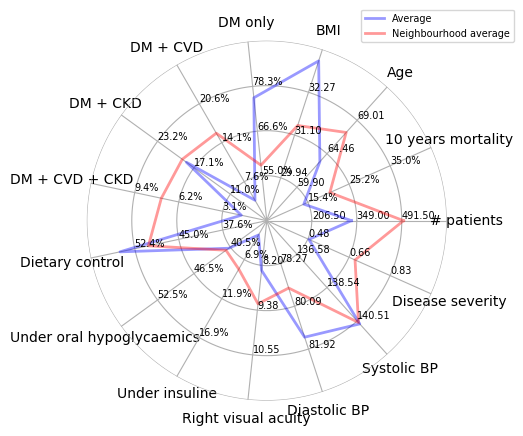 Average
Neighbourhood average
DM only
BMI
DM + CVD
Age
DM + CKD
10 years mortality
DM + CVD + CKD
# patients
Dietary control
Disease severity
Under oral hypoglycaemics
Systolic BP
Under insuline
Diastolic BP
Right visual acuity
206.50 349.00 491.50
15.4% 25.2% 35.0%
59.90 64.46 69.01
29.94 31.10 32.27
55.0% 66.6% 78.3%
7.6% 14.1% 20.6%
11.0% 17.1% 23.2%
3.1% 6.2% 9.4%
37.6% 45.0% 52.4%
40.5% 46.5% 52.5%
6.9% 11.9% 16.9%
8.20 9.38 10.55
78.27 80.09 81.92
136.58 138.54 140.51
0.48 0.66 0.83